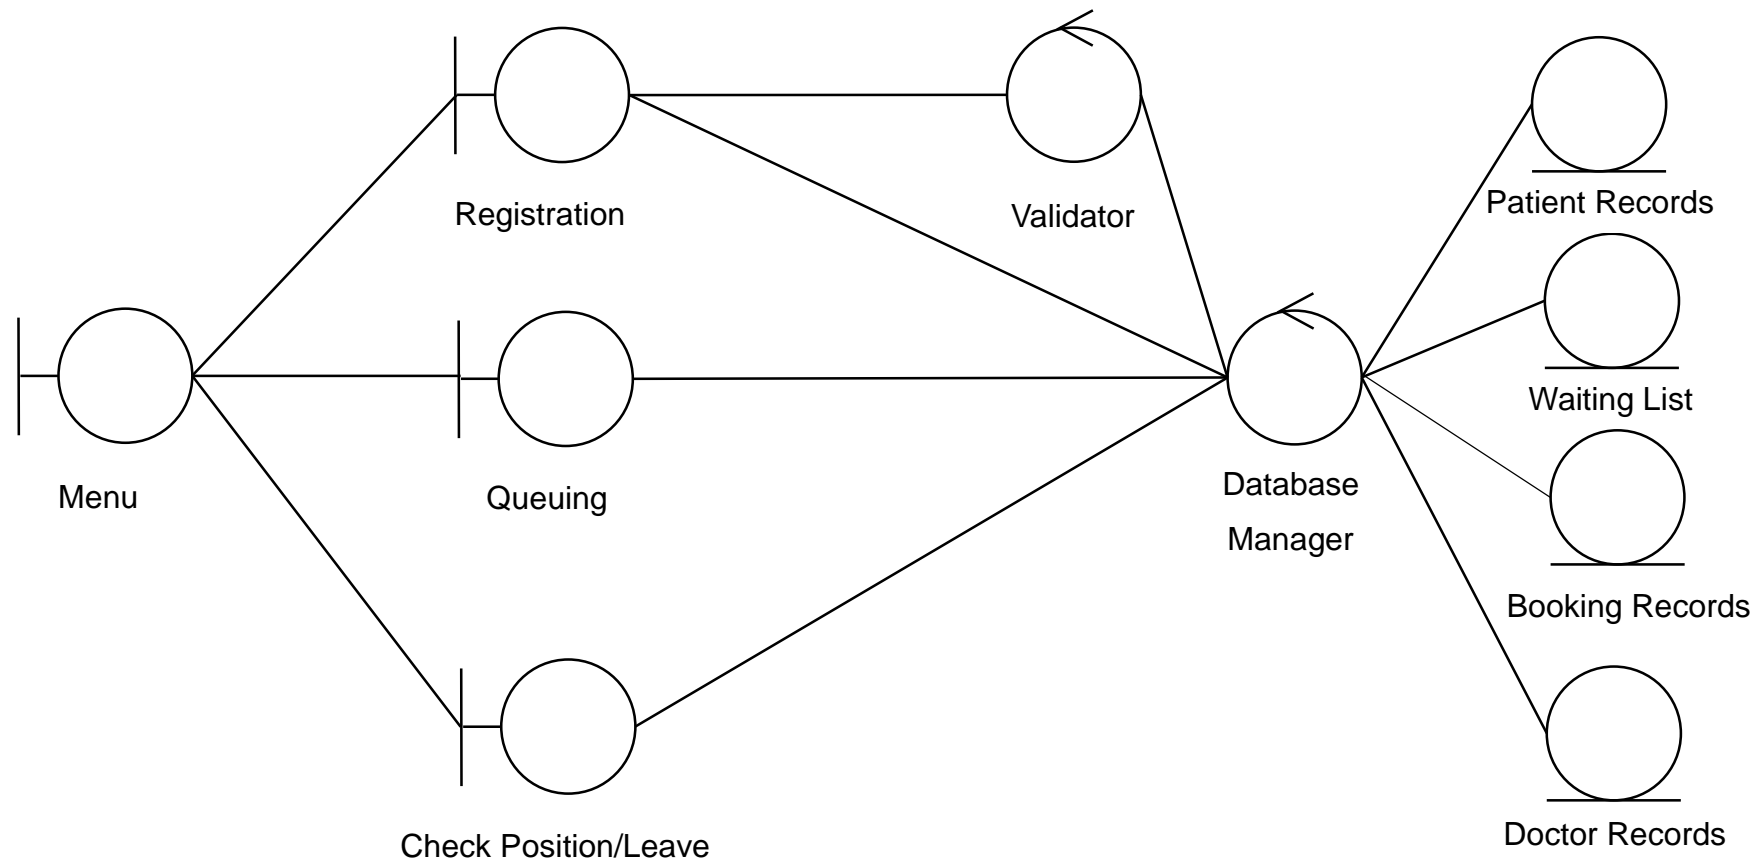 Registration
Validator
Patient Records
Waiting List
Menu
Queuing
Database
Manager
Booking Records
Check Position/Leave
Doctor Records